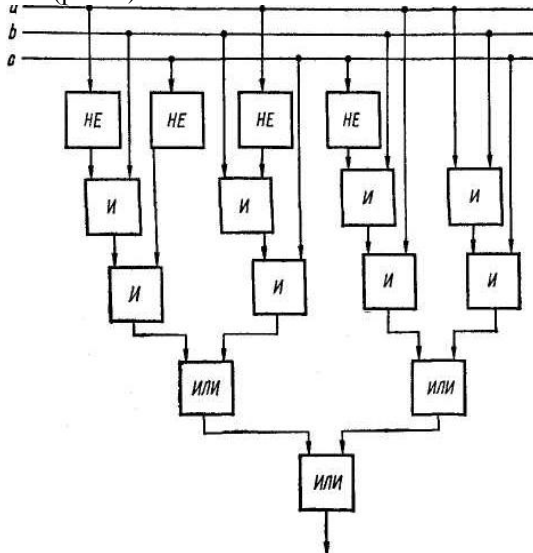 a
b
c
НЕ НЕ НЕ НЕ
И И И И
И И И И
ИЛИ ИЛИ
ИЛИ